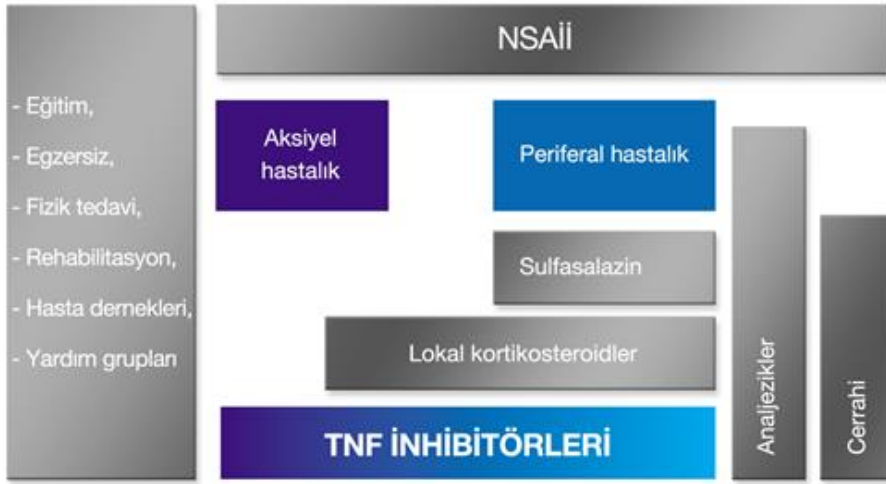 - Eğitim,
- Egzersiz,
- Fizik tedavi,
- Rehabilitasyon,
- Hasta dernekleri,
- Yardım grupları
NSAİİ
Aksiyel
hastalık
Periferal hastalık
Sulfasalazin
Lokal kortikosteroidler
TNF İNHİBİTÖRLERİ
Analjezikler
Cerrahi